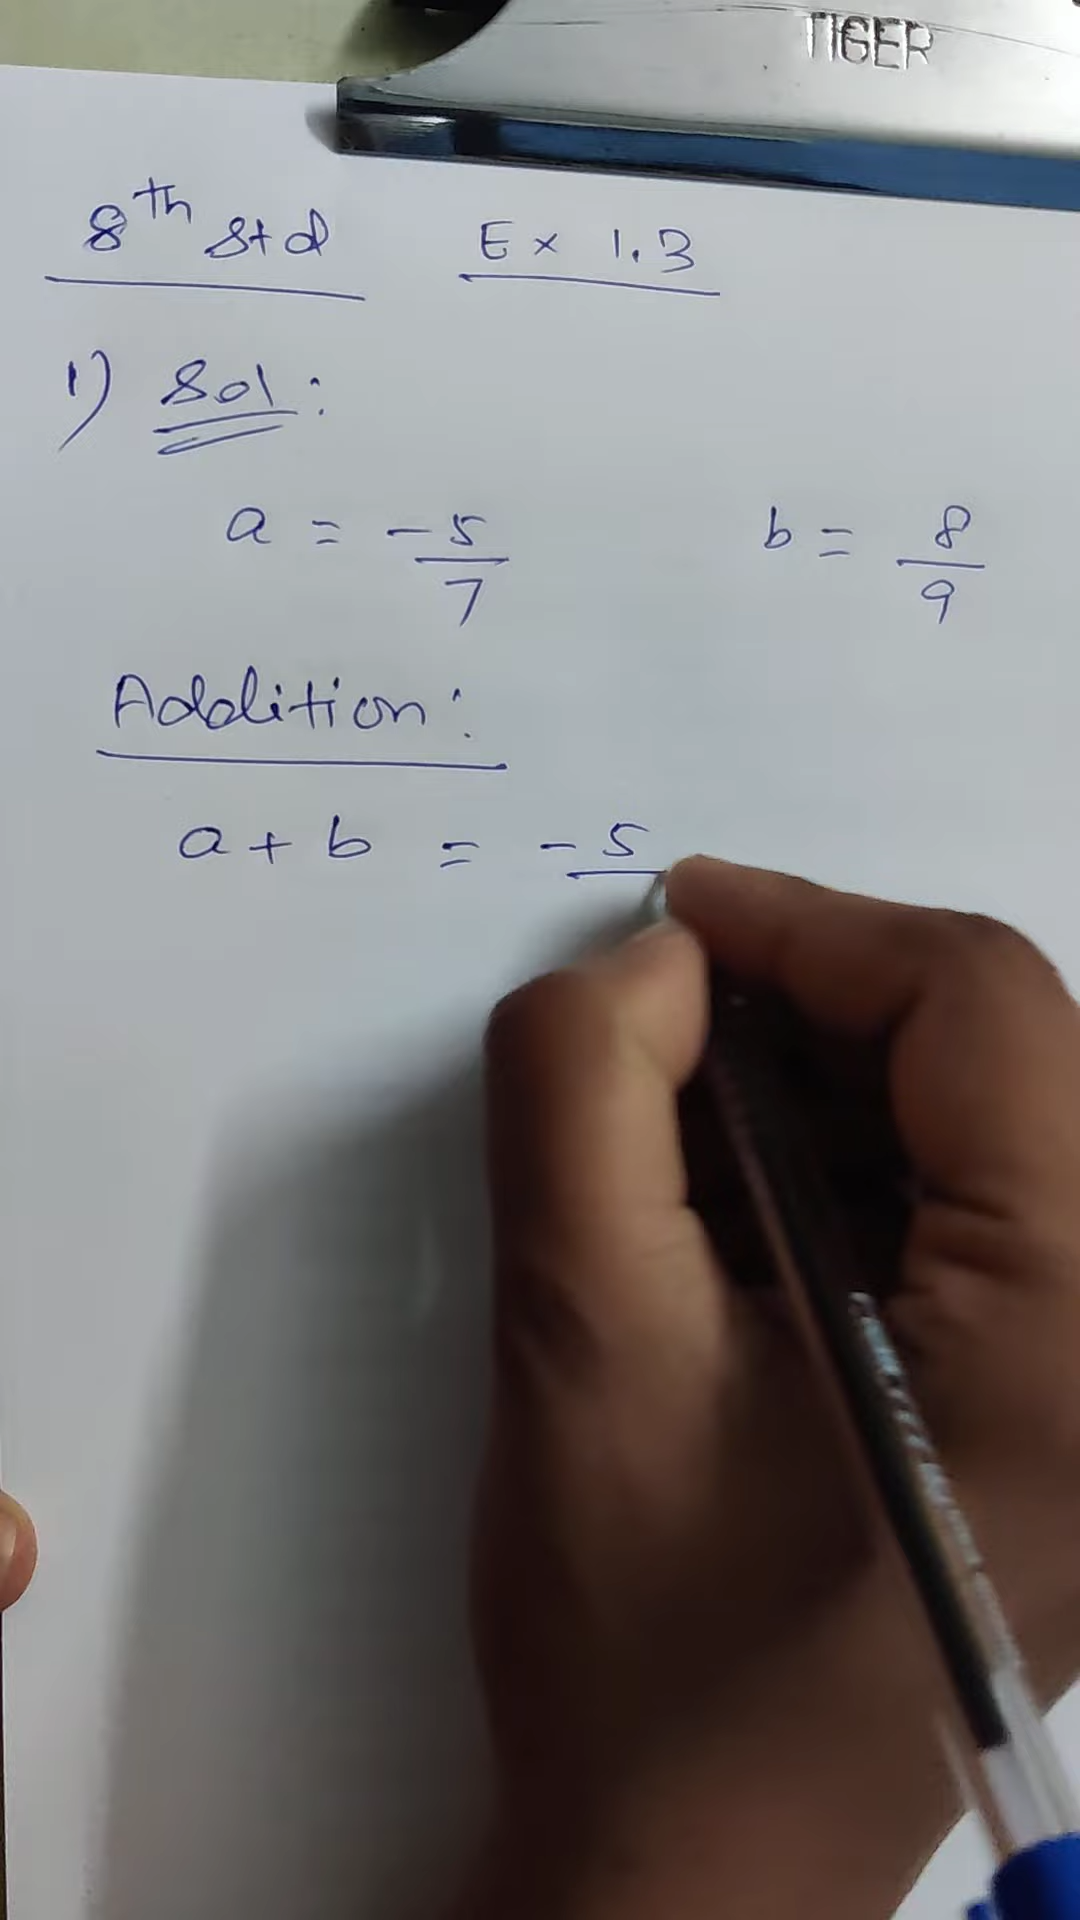 TIGER
8th Std Ex 1.3
1) Sol:
a = -5/7 b = 8/9
Addition:
a + b = -5